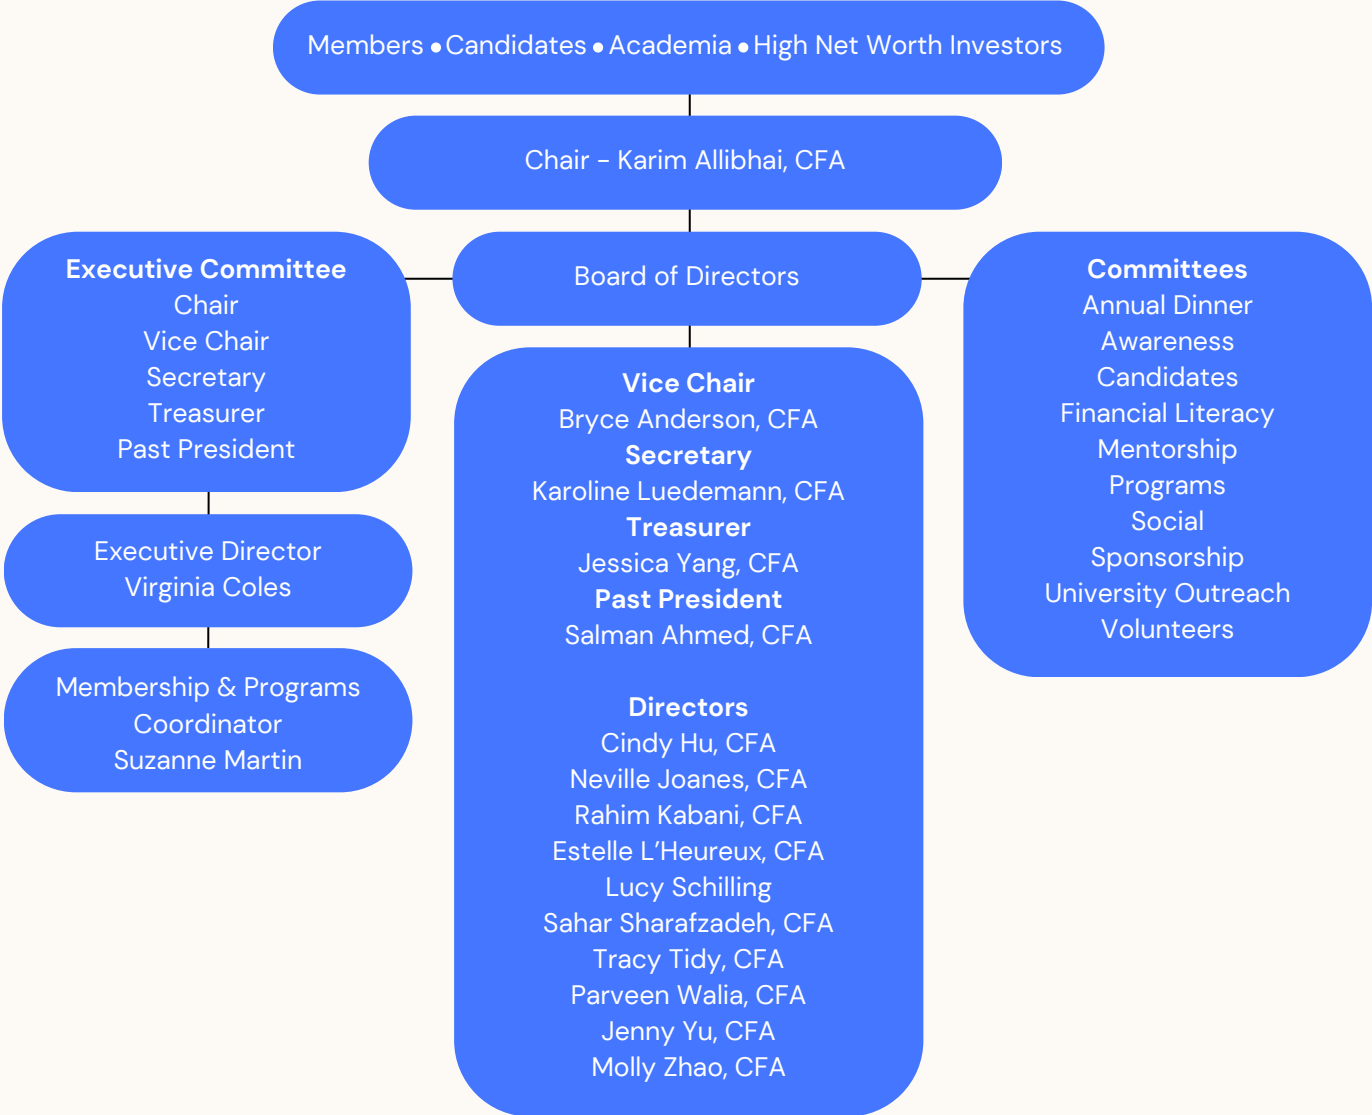 Members • Candidates • Academia • High Net Worth Investors
Chair - Karim Allibhai, CFA
Board of Directors
Executive Committee
Chair
Vice Chair
Secretary
Treasurer
Past President
Executive Director
Virginia Coles
Membership & Programs
Coordinator
Suzanne Martin
Vice Chair
Bryce Anderson, CFA
Secretary
Karoline Luedemann, CFA
Treasurer
Jessica Yang, CFA
Past President
Salman Ahmed, CFA
Directors
Cindy Hu, CFA
Neville Joanes, CFA
Rahim Kabani, CFA
Estelle L’Heureux, CFA
Lucy Schilling
Sahar Sharafzadeh, CFA
Tracy Tidy, CFA
Parveen Walia, CFA
Jenny Yu, CFA
Molly Zhao, CFA
Committees
Annual Dinner
Awareness
Candidates
Financial Literacy
Mentorship
Programs
Social
Sponsorship
University Outreach
Volunteers